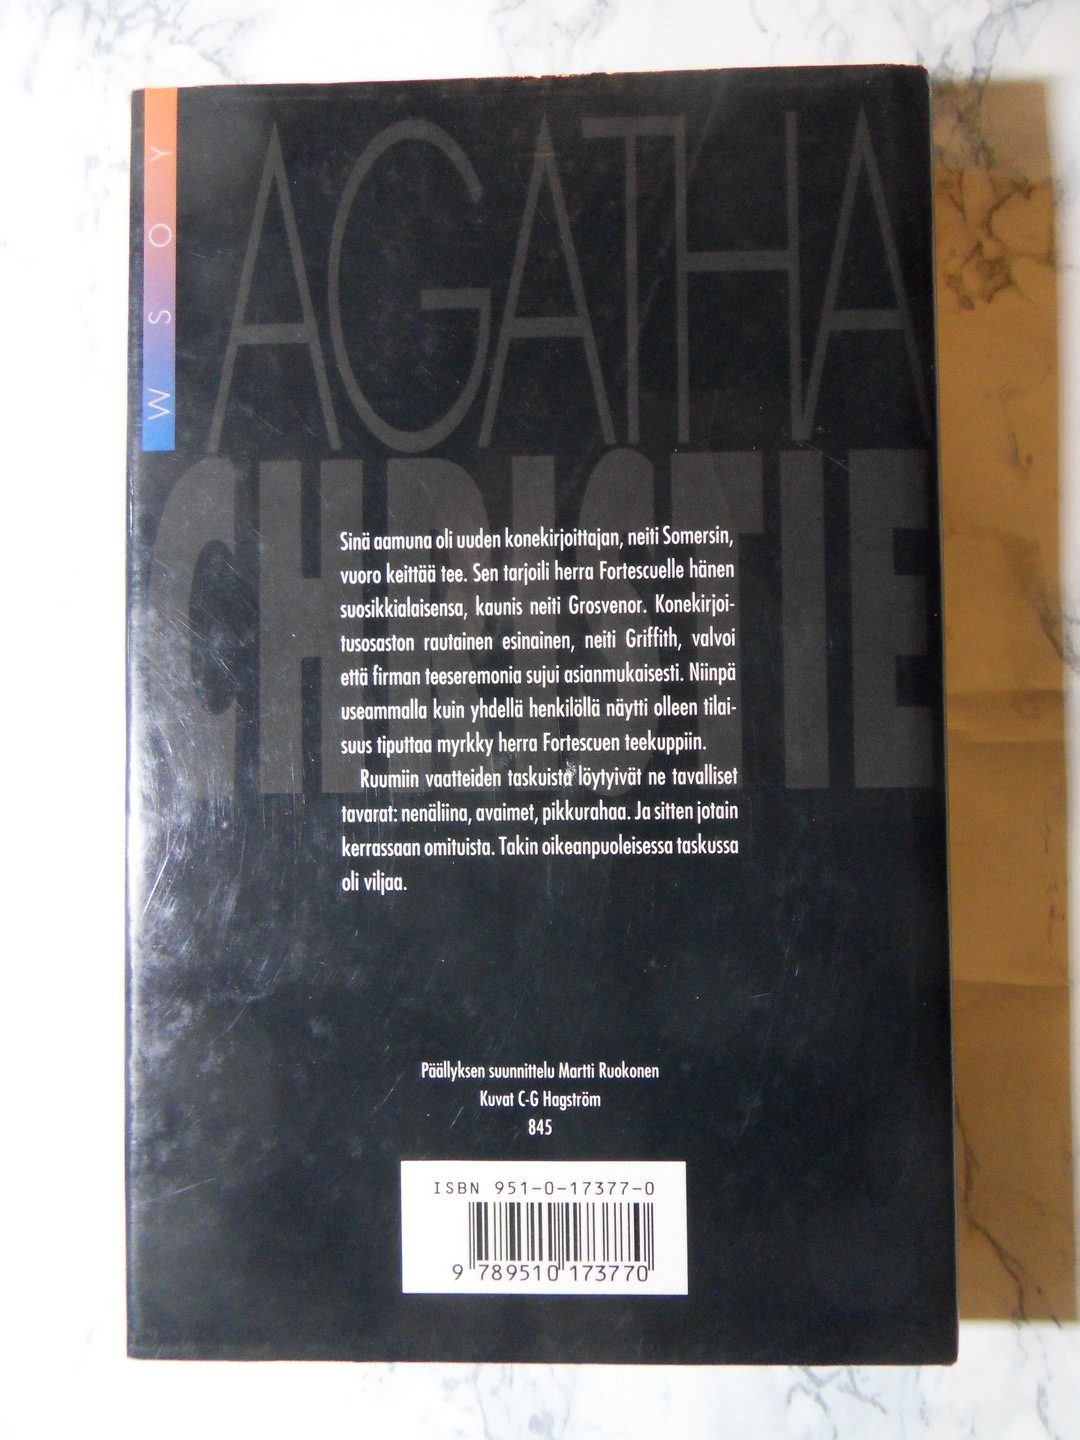 WSOY
AGATHA
CHRISTIE
Sinä aamuna oli uuden konekirjoittajan, neiti Somersin,
vuoro keittää tee. Sen tarjoili herra Fortescuelle hänen
suosikkialaisensa, kaunis neiti Grosvenor. Konekirjoi-
tusosaston rautainen esinainen, neiti Griffith, valvoi
että firman teeseremonia sujui asianmukaisesti. Niinpä
useammalla kuin yhdellä henkilöllä näytti olleen tilai-
suus tiputtaa myrkky herra Fortescuen teekuppiin.
Ruumiin vaatteiden taskuista löytyivät ne tavalliset
tavarat: nenäliina, avaimet, pikkurahaa. Ja sitten jotain
kerrassaan omituista. Takin oikeanpuoleisessa taskussa
oli viljaa.
Päällyksen suunnittelu Martti Ruokonen
Kuvat C-G Hagström
845
ISBN 951-0-17377-0
9 789510 173770